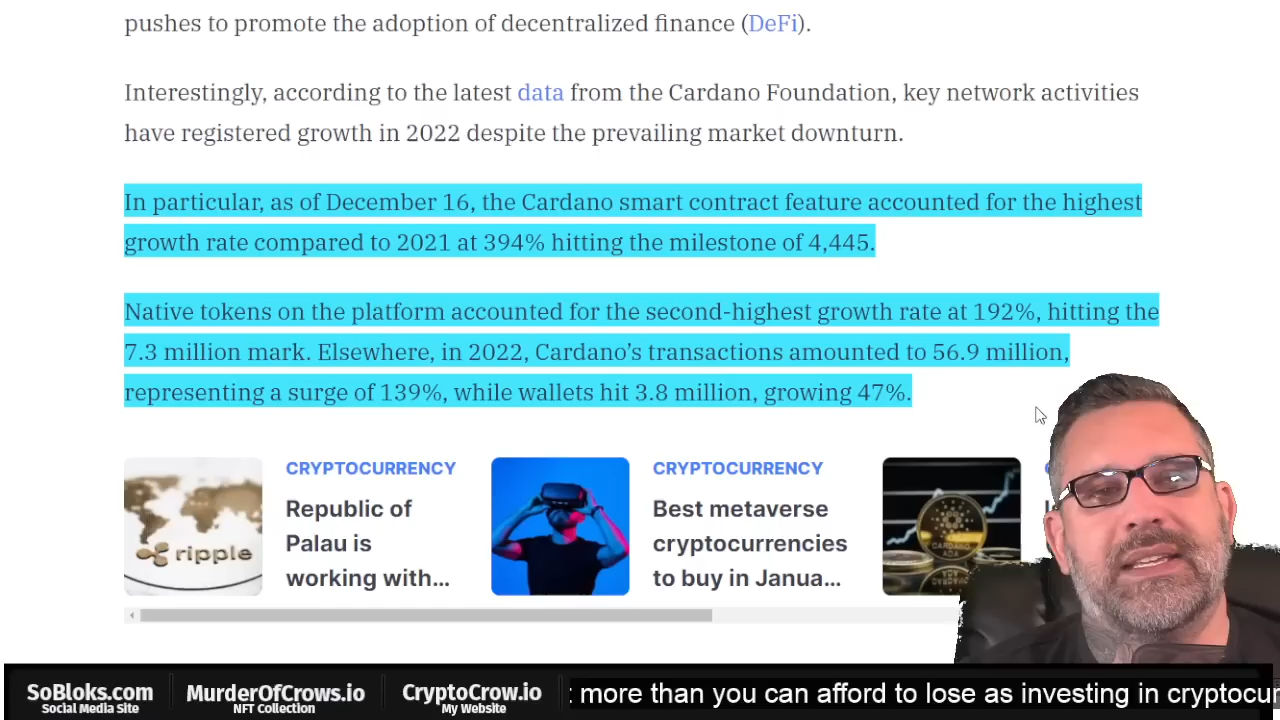 pushes to promote the adoption of decentralized finance (DeFi).
Interestingly, according to the latest data from the Cardano Foundation, key network activities
have registered growth in 2022 despite the prevailing market downturn.
In particular, as of December 16, the Cardano smart contract feature accounted for the highest
growth rate compared to 2021 at 394% hitting the milestone of 4,445.
Native tokens on the platform accounted for the second-highest growth rate at 192%, hitting the
7.3 million mark. Elsewhere, in 2022, Cardano’s transactions amounted to 56.9 million,
representing a surge of 139%, while wallets hit 3.8 million, growing 47%.
ripple
CRYPTOCURRENCY
Republic of
Palau is
working with...
CRYPTOCURRENCY
Best metaverse
cryptocurrencies
to buy in Janua...
CARDANO
ADA
SoBloks.com
Social Media Site
MurderOfCrows.io
NFT Collection
CryptoCrow.io
My Website
more than you can afford to lose as investing in cryptocur